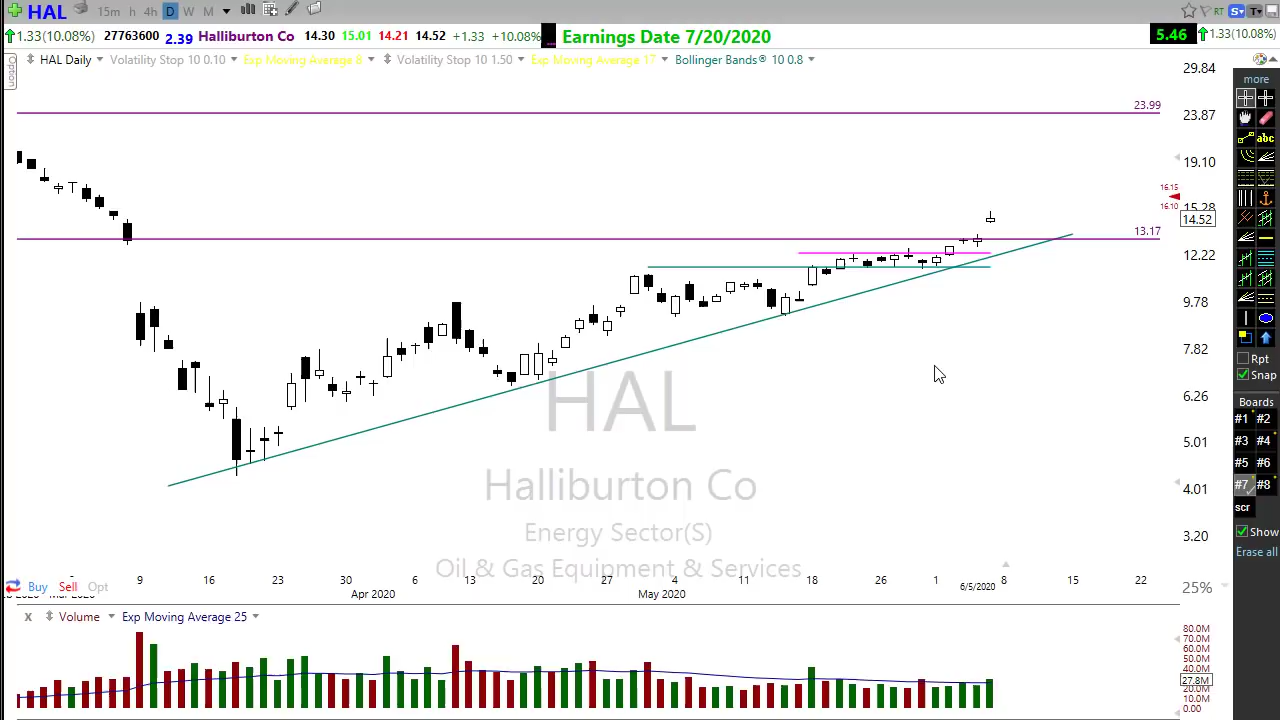 HAL 15m h 4h D W M RT S T
1.33(10.08%) 27763600 2.39 Halliburton Co 14.30 15.01 14.21 14.52 +1.33 +10.08% Earnings Date 7/20/2020 5.46 1.33(10.08%)
Option HAL Daily Volatility Stop 10 0.10 Exp Moving Average 8 Volatility Stop 10 1.50 Exp Moving Average 17 Bollinger Bands® 10 0.8
29.84
more
23.99
23.87
abc
19.10
16.15
16.10
15.28
14.52
13.17
12.22
9.78
7.82
Rpt
Snap
6.26
Boards
#1 #2
#3 #4
5.01
#5 #6
4.01
#7 #8
scr
3.20
Show
Erase all
HAL
Halliburton Co
Energy Sector(S)
Oil & Gas Equipment & Services
Buy Sell Opt
9 16 23 30 6 13 20 27 4 11 18 26 1 6/5/2020 8 15 22
25%
Apr 2020 May 2020
X Volume Exp Moving Average 25
80.0M
70.0M
60.0M
50.0M
40.0M
27.8M
20.0M
10.0M
0.00